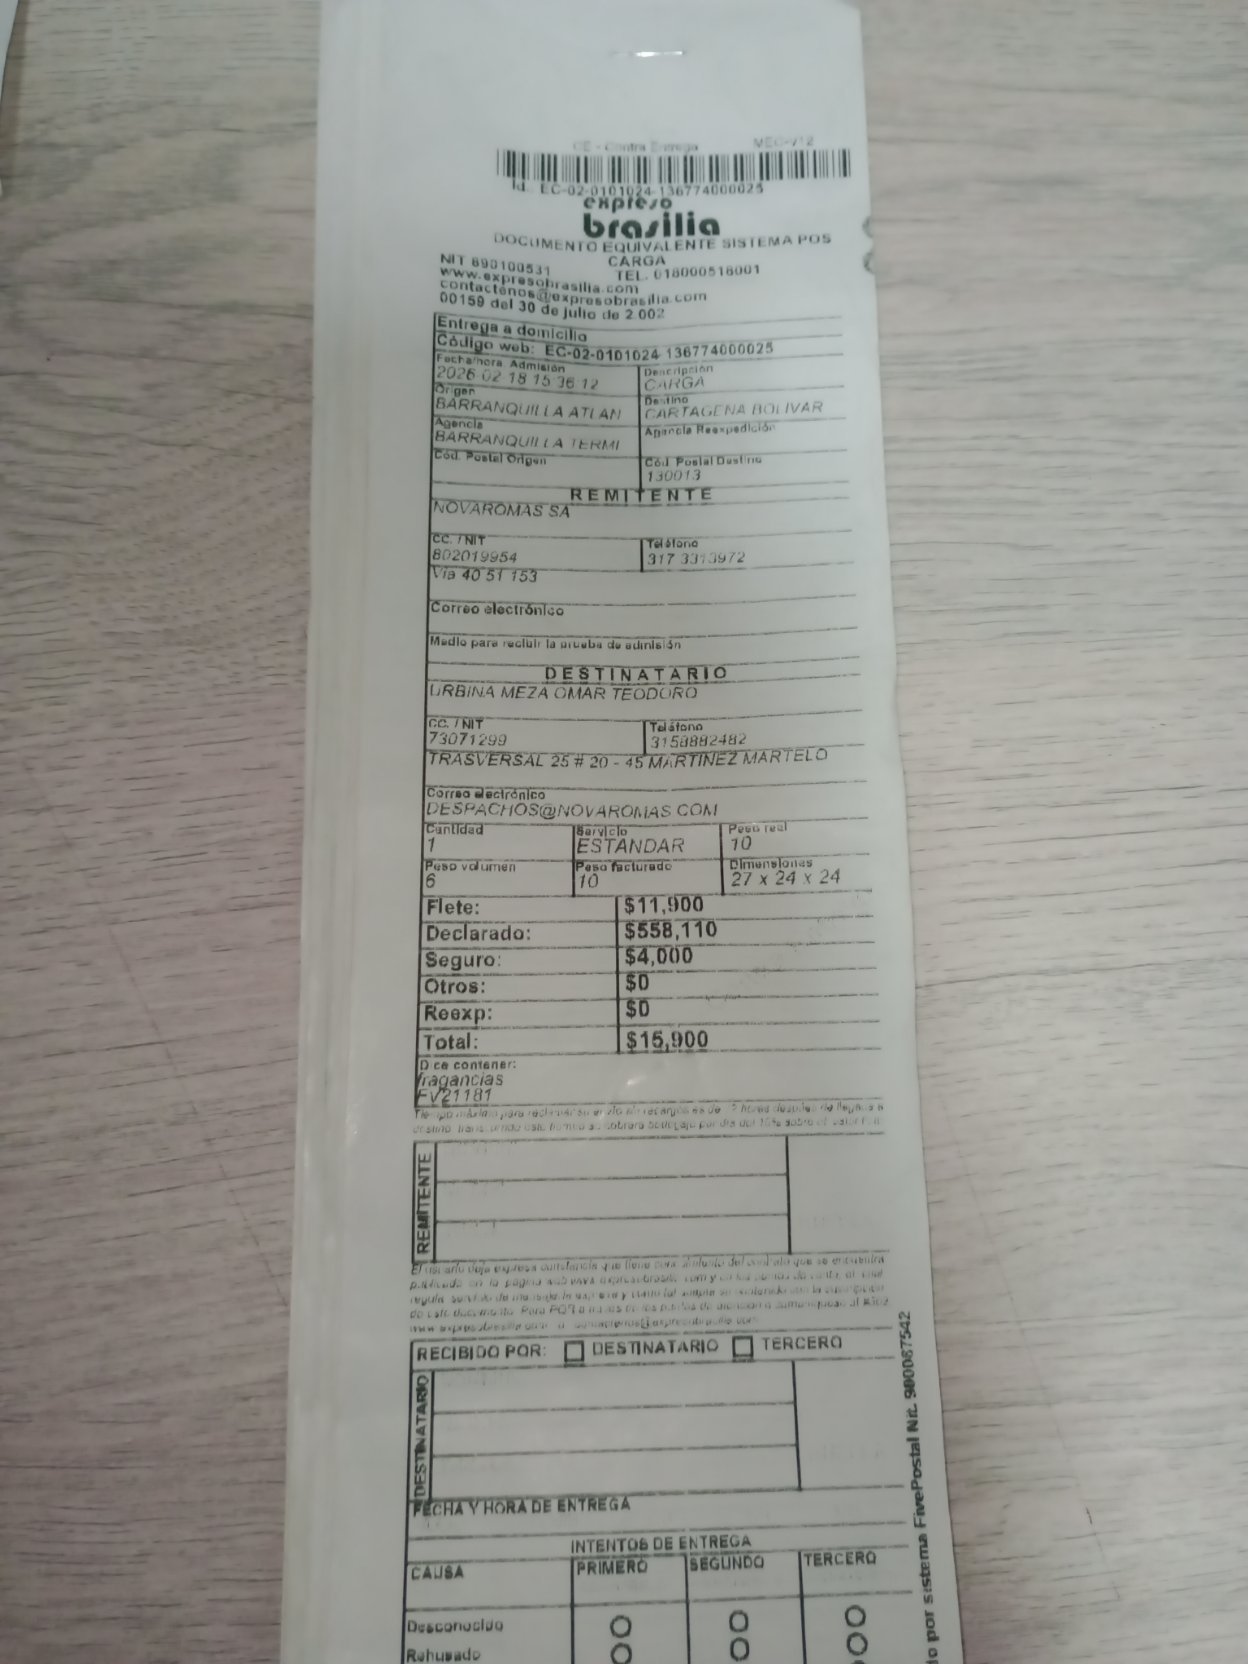 CE - Contra Entrega MEC-V12
Id. EC-02-0101024-136774000025
expreso
brasilia
DOCUMENTO EQUIVALENTE SISTEMA POS
CARGA
NIT 890100531 TEL. 018000518001
www.expresobrasilia.com
contactenos@expresobrasilia.com
00159 del 30 de julio de 2.002
Entrega a domicilio
Código web: EC-02-0101024-136774000025
Fecha/hora Admisión Descripción
2026 02 18 15 36 12 CARGA
Origen Destino
BARRANQUILLA ATLAN CARTAGENA BOLIVAR
Agencia Agencia Reexpedición
BARRANQUILLA TERMI
Cód. Postal Origen Cód. Postal Destino
130013
REMITENTE
NOVAROMAS SA
CC. / NIT Teléfono
802019954 317 3313972
Via 40 51 153
Correo electrónico
Medio para recibir la prueba de admisión
DESTINATARIO
URBINA MEZA OMAR TEODORO
CC. / NIT Teléfono
73071299 3158882482
TRASVERSAL 25 # 20 - 45 MARTINEZ MARTELO
Correo electrónico
DESPACHOS@NOVAROMAS COM
Cantidad Servicio Peso real
1 ESTANDAR 10
Peso volumen Peso facturado Dimensiones
6 10 27 x 24 x 24
Flete: $11,900
Declarado: $558,110
Seguro: $4,000
Otros: $0
Reexp: $0
Total: $15,900
Dice contener:
fragancias
FV21181
REMITENTE
RECIBIDO POR: DESTINATARIO TERCERO
DESTINATARIO
FECHA Y HORA DE ENTREGA
INTENTOS DE ENTREGA
CAUSA PRIMERO SEGUNDO TERCERO
Desconocido
Rehusado
do por sistema FivePostal Nit. 900067542